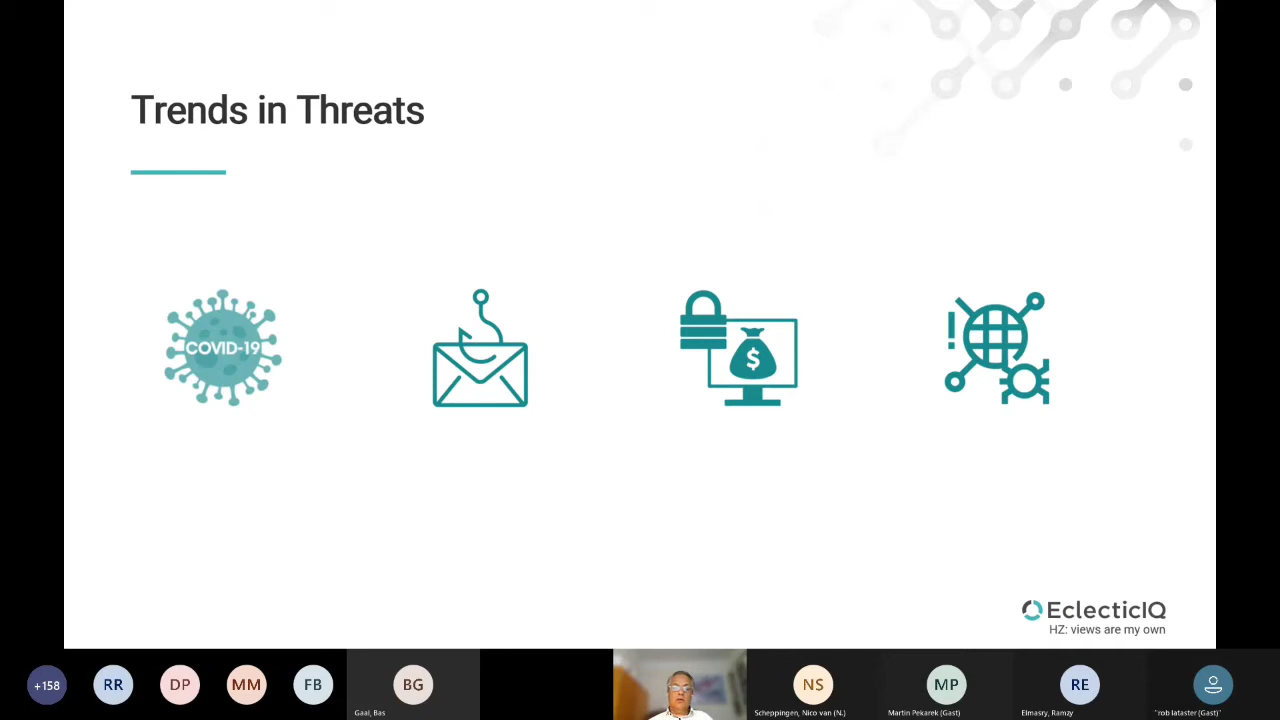 Trends in Threats
COVID-19
$
EclecticIQ
HZ: views are my own
+158
RR
DP
MM
FB
BG
NS
MP
RE
Gaal, Bas
Scheppingen, Nico van (N.)
Martin Pekarek (Gast)
Elmasry, Ramzy
"rob lataster (Gast)"